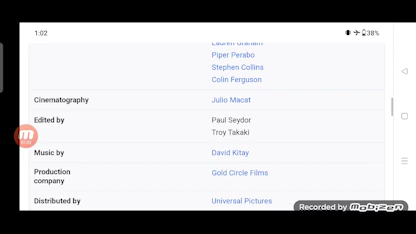 1:02
38%
Lauren Graham
Piper Perabo
Stephen Collins
Colin Ferguson
Cinematography Julio Macat
Edited by Paul Seydor
Troy Takaki
Music by David Kitay
Production company Gold Circle Films
Distributed by Universal Pictures
Recorded by Mobizen